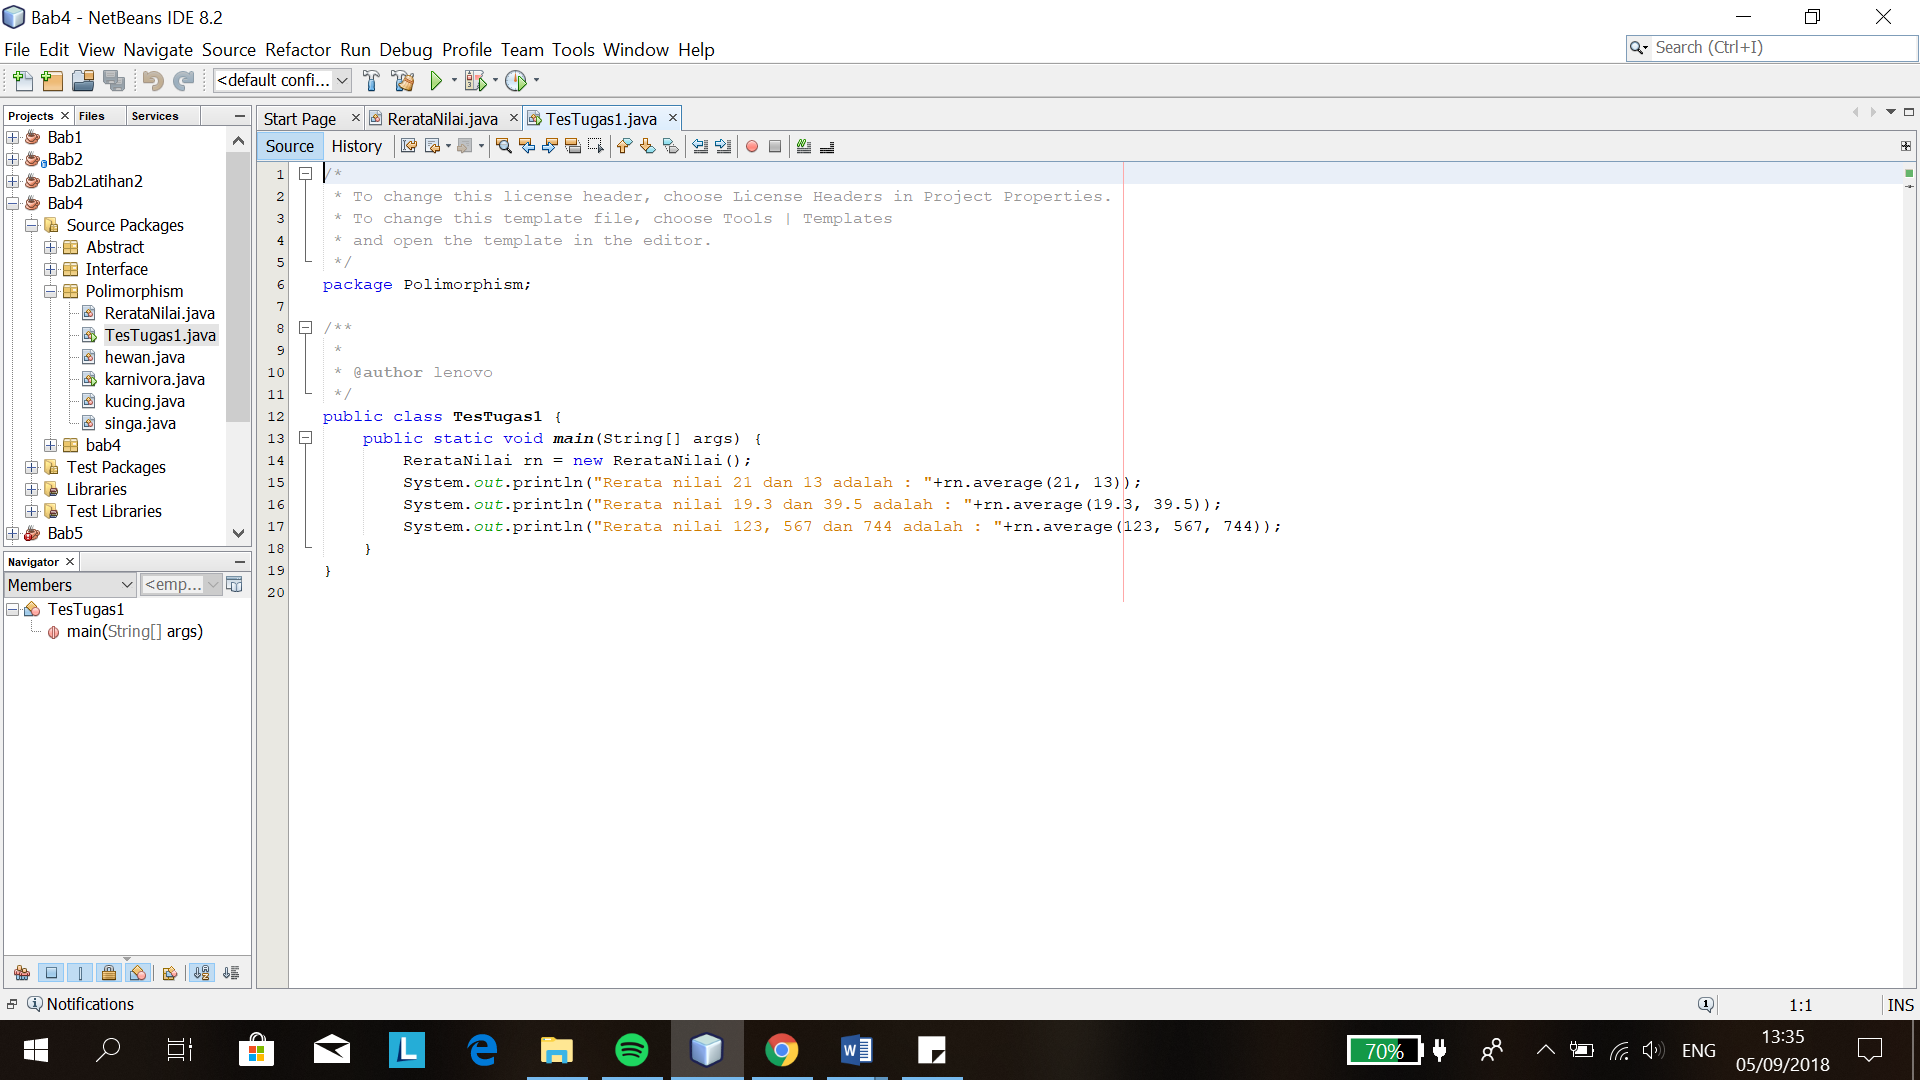 Bab4 - NetBeans IDE 8.2
File Edit View Navigate Source Refactor Run Debug Profile Team Tools Window Help
Search (Ctrl+I)
<default confi...
Projects Files Services
Bab1
Bab2
Bab2Latihan2
Bab4
Source Packages
Abstract
Interface
Polimorphism
RerataNilai.java
TesTugas1.java
hewan.java
karnivora.java
kucing.java
singa.java
bab4
Test Packages
Libraries
Test Libraries
Bab5
Navigator
Members <emp...
TesTugas1
main(String[] args)
Start Page RerataNilai.java TesTugas1.java
Source History
1 /*
2 * To change this license header, choose License Headers in Project Properties.
3 * To change this template file, choose Tools | Templates
4 * and open the template in the editor.
5 */
6 package Polimorphism;
7
8 /**
9 *
10 * @author lenovo
11 */
12 public class TesTugas1 {
13 public static void main(String[] args) {
14 RerataNilai rn = new RerataNilai();
15 System.out.println("Rerata nilai 21 dan 13 adalah : "+rn.average(21, 13));
16 System.out.println("Rerata nilai 19.3 dan 39.5 adalah : "+rn.average(19.3, 39.5));
17 System.out.println("Rerata nilai 123, 567 dan 744 adalah : "+rn.average(123, 567, 744));
18 }
19 }
20
Notifications
1:1 INS
70% ENG
13:35
05/09/2018